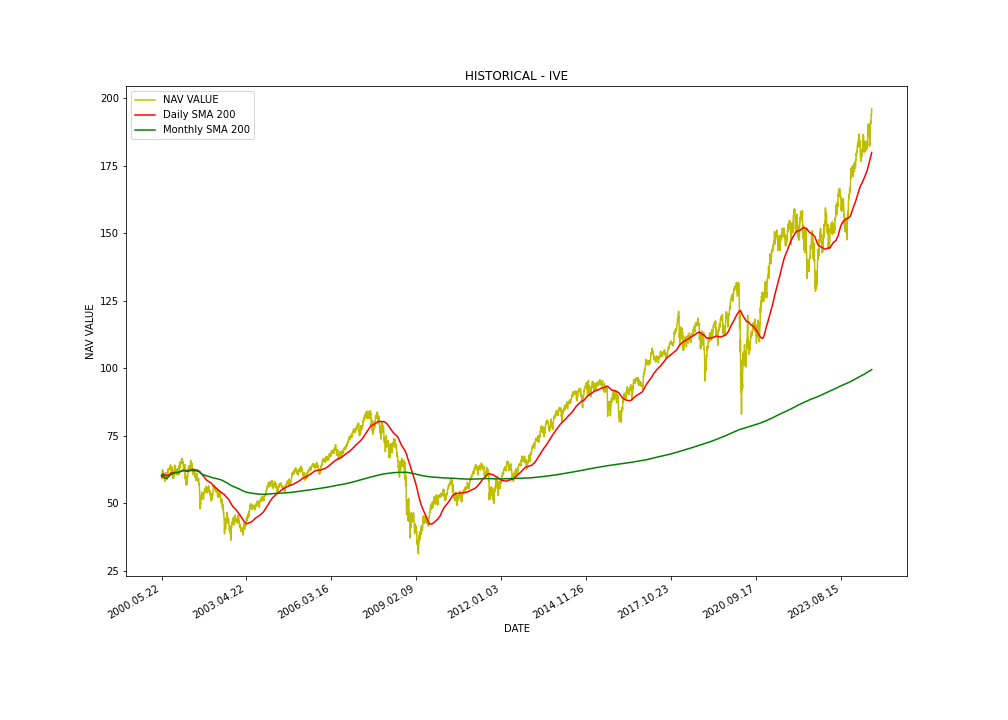 HISTORICAL - IVE
NAV VALUE
Daily SMA 200
Monthly SMA 200
200
175
150
125
100
75
50
25
NAV VALUE
2000.05.22
2003.04.22
2006.03.16
2009.02.09
2012.01.03
2014.11.26
2017.10.23
2020.09.17
2023.08.15
DATE